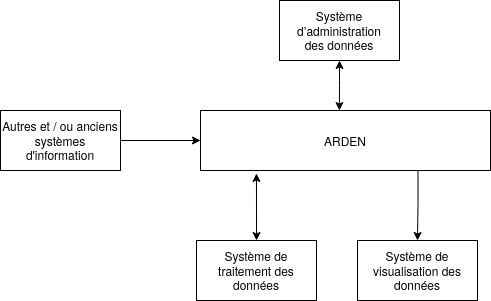 Système
d'administration
des données
Autres et / ou anciens
systèmes
d'information
ARDEN
Système de
traitement des
données
Système de
visualisation des
données